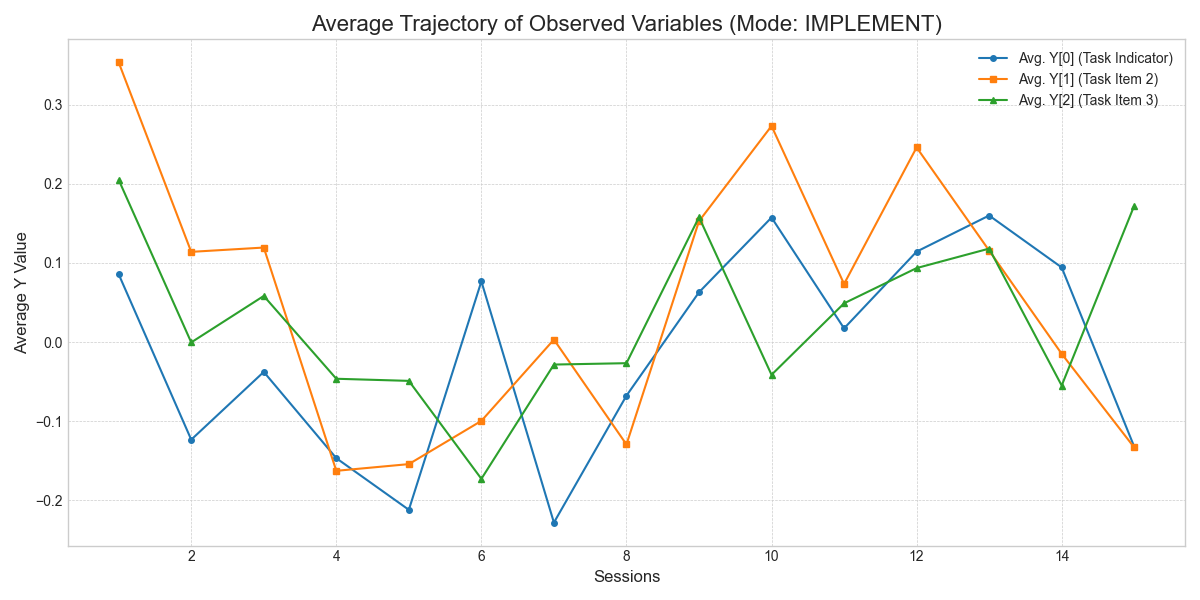 Average Trajectory of Observed Variables (Mode: IMPLEMENT)
Avg. Y[0] (Task Indicator)
Avg. Y[1] (Task Item 2)
Avg. Y[2] (Task Item 3)
Average Y Value
0.3
0.2
0.1
0.0
−0.1
−0.2
2 4 6 8 10 12 14
Sessions